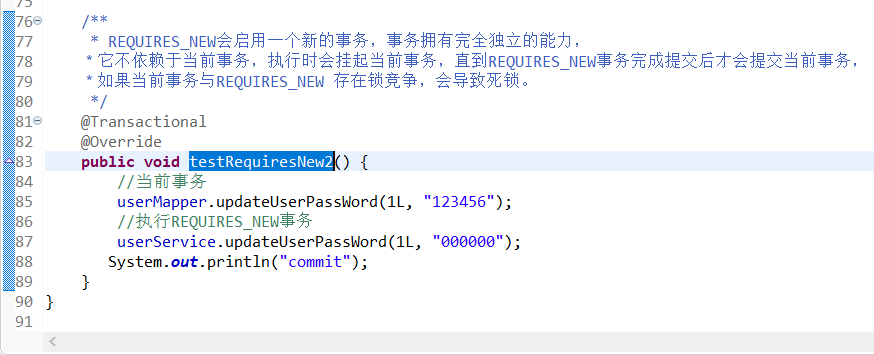 75
76 /**
77 * REQUIRES_NEW会启用一个新的事务，事务拥有完全独立的能力，
78 * 它不依赖于当前事务，执行时会挂起当前事务，直到REQUIRES_NEW事务完成提交后才会提交当前事务，
79 * 如果当前事务与REQUIRES_NEW 存在锁竞争，会导致死锁。
80 */
81 @Transactional
82 @Override
83 public void testRequiresNew2() {
84 //当前事务
85 userMapper.updateUserPassWord(1L, "123456");
86 //执行REQUIRES_NEW事务
87 userService.updateUserPassWord(1L, "000000");
88 System.out.println("commit");
89 }
90 }
91